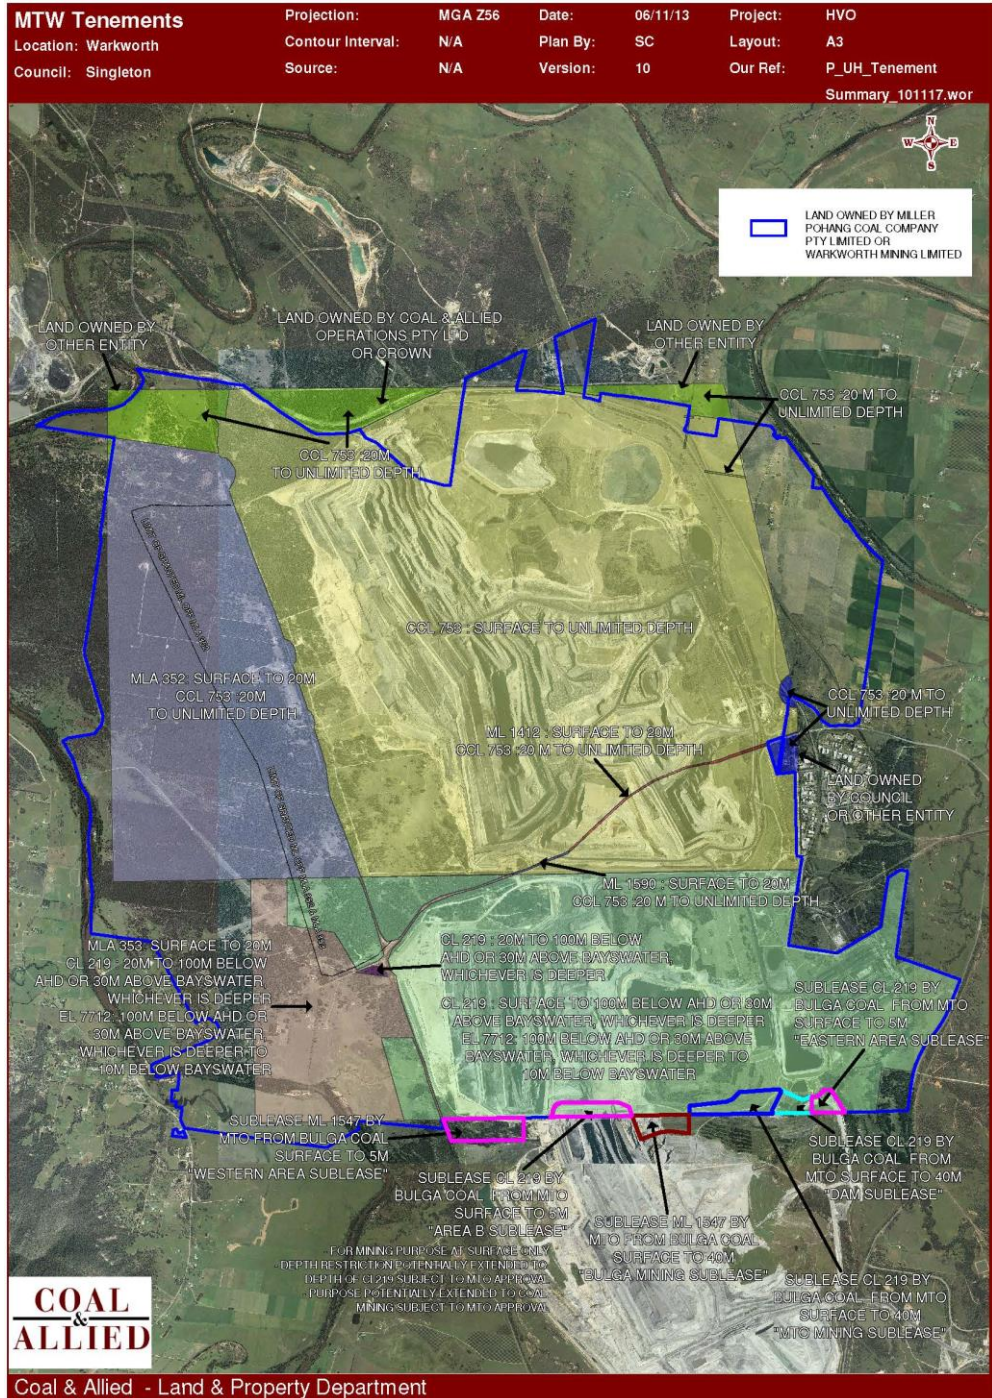 MTW Tenements
Location: Warkworth
Council: Singleton
Projection: MGA Z56
Contour Interval: N/A
Source: N/A
Date: 06/11/13
Plan By: SC
Version: 10
Project: HVO
Layout: A3
Our Ref: P_UH_Tenement
Summary_101117.wor
N
W E
S
LAND OWNED BY MILLER
POHANG COAL COMPANY
PTY LIMITED OR
WARKWORTH MINING LIMITED
LAND OWNED BY
OTHER ENTITY
LAND OWNED BY COAL & ALLIED
OPERATIONS PTY LTD
OR CROWN
LAND OWNED BY
OTHER ENTITY
CCL 753 :20 M TO
UNLIMITED DEPTH
CCL 753 :20M
TO UNLIMITED DEPTH
CCL 753 : SURFACE TO UNLIMITED DEPTH
MLA 352: SURFACE TO 20M
CCL 753 :20M
TO UNLIMITED DEPTH
ML 1412 : SURFACE TO 20M
CCL 753 :20 M TO UNLIMITED DEPTH
CCL 753 :20 M TO
UNLIMITED DEPTH
LAND OWNED
BY COUNCIL
OR OTHER ENTITY
ML 1590 : SURFACE TO 20M
CCL 753 :20 M TO UNLIMITED DEPTH
MLA 353: SURFACE TO 20M
CL 219 - 20M TO 100M BELOW
AHD OR 30M ABOVE BAYSWATER,
WHICHEVER IS DEEPER
EL 7712: 100M BELOW AHD OR
30M ABOVE BAYSWATER,
WHICHEVER IS DEEPER TO
10M BELOW BAYSWATER
CL 219 : 20M TO 100M BELOW
AHD OR 30M ABOVE BAYSWATER,
WHICHEVER IS DEEPER
CL 219 : SURFACE TO 100M BELOW AHD OR 30M
ABOVE BAYSWATER, WHICHEVER IS DEEPER
EL 7712: 100M BELOW AHD OR 30M ABOVE
BAYSWATER, WHICHEVER IS DEEPER TO
10M BELOW BAYSWATER
SUBLEASE CL 219 BY
BULGA COAL FROM MTO
SURFACE TO 5M
"EASTERN AREA SUBLEASE"
SUBLEASE ML 1547 BY
MTO FROM BULGA COAL
SURFACE TO 5M
"WESTERN AREA SUBLEASE"
SUBLEASE CL 219 BY
BULGA COAL FROM MTO
SURFACE TO 5M
"AREA B SUBLEASE"
FOR MINING PURPOSE AT SURFACE ONLY
- DEPTH RESTRICTION POTENTIALLY EXTENDED TO
DEPTH OF CL219 SUBJECT TO MTO APPROVAL
- PURPOSE POTENTIALLY EXTENDED TO COAL
MINING SUBJECT TO MTO APPROVAL
SUBLEASE ML 1547 BY
MTO FROM BULGA COAL
SURFACE TO 40M
"BULGA MINING SUBLEASE"
SUBLEASE CL 219 BY
BULGA COAL FROM
MTO SURFACE TO 40M
"DAM SUBLEASE"
SUBLEASE CL 219 BY
BULGA COAL FROM MTO
SURFACE TO 40M
"MTO MINING SUBLEASE"
COAL
&
ALLIED
Coal & Allied - Land & Property Department